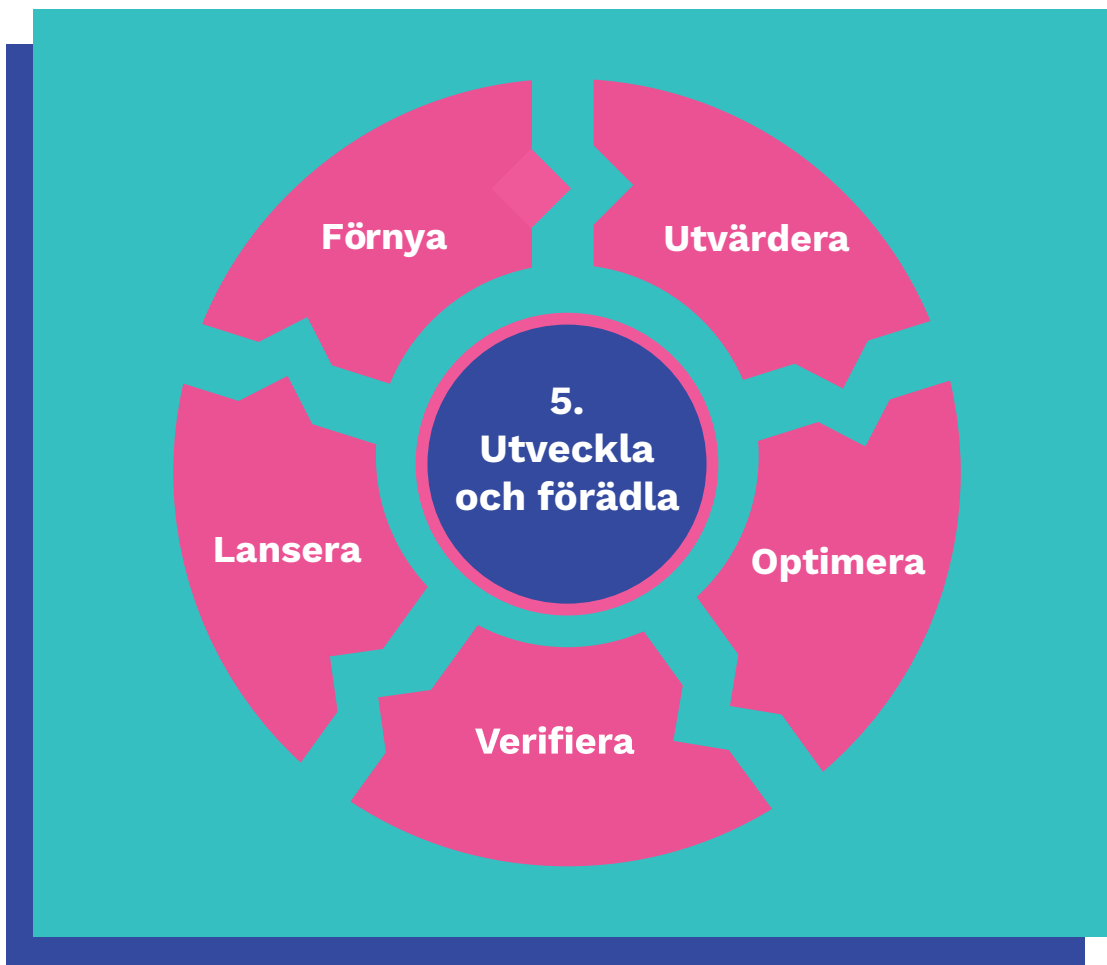 Förnya
Utvärdera
5.
Utveckla
och förädla
Lansera
Optimera
Verifiera